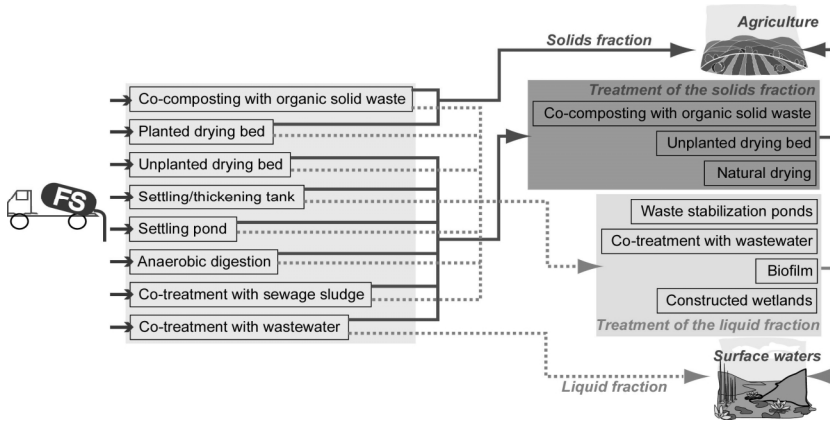 Agriculture
Solids fraction
Treatment of the solids fraction
Co-composting with organic solid waste
Co-composting with organic solid waste
Planted drying bed
Unplanted drying bed
Unplanted drying bed
Natural drying
FS
Settling/thickening tank
Waste stabilization ponds
Settling pond
Co-treatment with wastewater
Anaerobic digestion
Biofilm
Co-treatment with sewage sludge
Constructed wetlands
Co-treatment with wastewater
Treatment of the liquid fraction
Surface waters
Liquid fraction